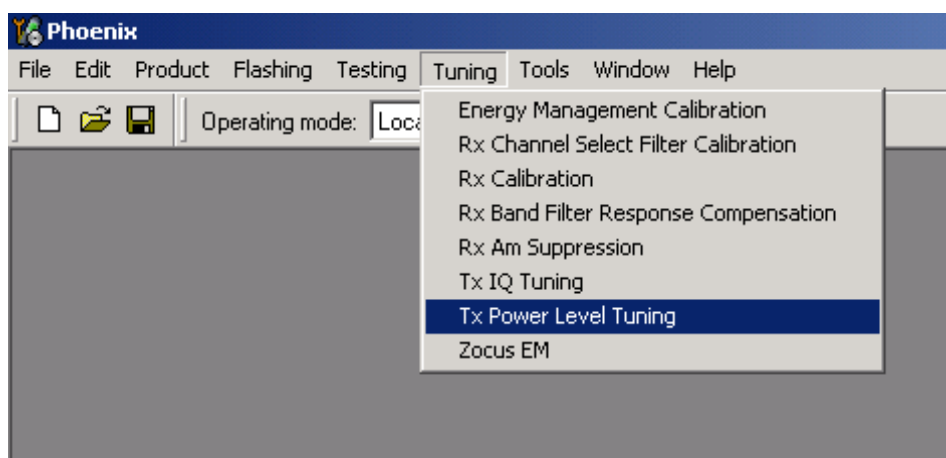 Phoenix
File Edit Product Flashing Testing Tuning Tools Window Help
Operating mode:
Energy Management Calibration
Rx Channel Select Filter Calibration
Rx Calibration
Rx Band Filter Response Compensation
Rx Am Suppression
Tx IQ Tuning
Tx Power Level Tuning
Zocus EM